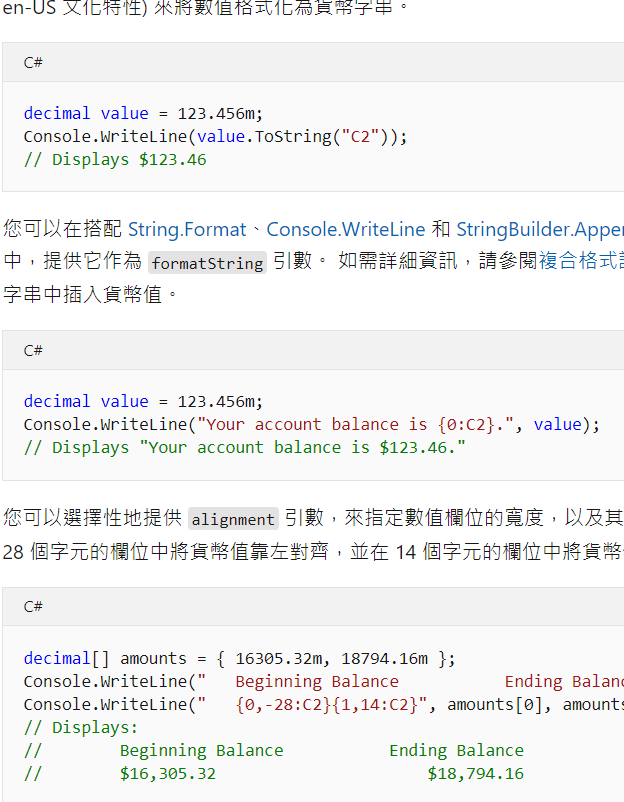 en-US 文化特性) 來將數值格式化為貨幣字串。
C#
decimal value = 123.456m;
Console.WriteLine(value.ToString("C2"));
// Displays $123.46
您可以在搭配 String.Format、Console.WriteLine 和 StringBuilder.Appen
中，提供它作為 formatString 引數。 如需詳細資訊，請參閱複合格式
字串中插入貨幣值。
C#
decimal value = 123.456m;
Console.WriteLine("Your account balance is {0:C2}.", value);
// Displays "Your account balance is $123.46."
您可以選擇性地提供 alignment 引數，來指定數值欄位的寬度，以及其
28 個字元的欄位中將貨幣值靠左對齊，並在 14 個字元的欄位中將貨幣
C#
decimal[] amounts = { 16305.32m, 18794.16m };
Console.WriteLine("   Beginning Balance           Ending Balanc
Console.WriteLine("   {0,-28:C2}{1,14:C2}", amounts[0], amounts
// Displays:
//        Beginning Balance           Ending Balance
//        $16,305.32                      $18,794.16